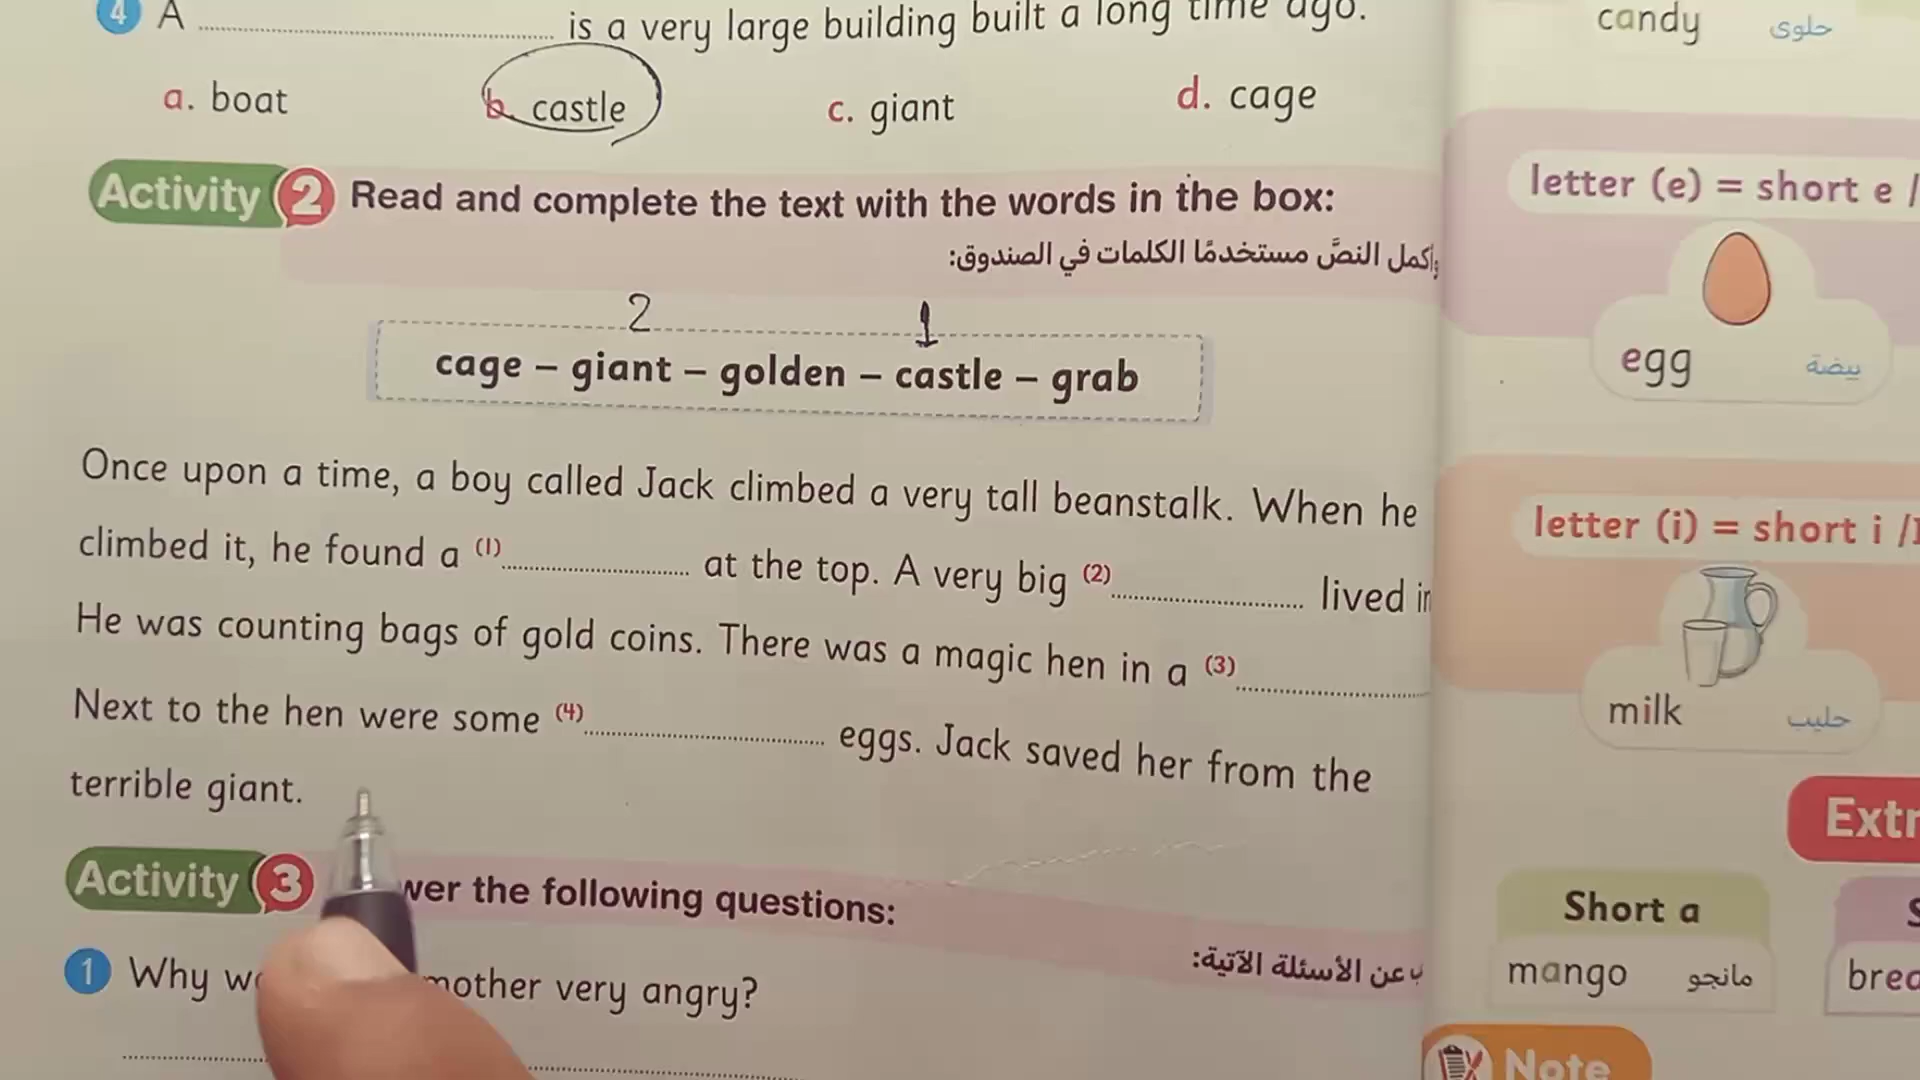 4 A .......... is a very large building built a long time ago.
a. boat b. castle c. giant d. cage
Activity 2 Read and complete the text with the words in the box:
وأكمل النصَّ مستخدمًا الكلمات في الصندوق:
2 1
cage – giant – golden – castle – grab
Once upon a time, a boy called Jack climbed a very tall beanstalk. When he
climbed it, he found a (1).......... at the top. A very big (2).......... lived in
He was counting bags of gold coins. There was a magic hen in a (3)..........
Next to the hen were some (4).......... eggs. Jack saved her from the
terrible giant.
Activity 3 the following questions:
عن الأسئلة الآتية:
1 Why mother very angry?
candy حلوى
letter (e) = short e /
egg بيضة
letter (i) = short i /I
milk حليب
Short a
mango مانجو
Note